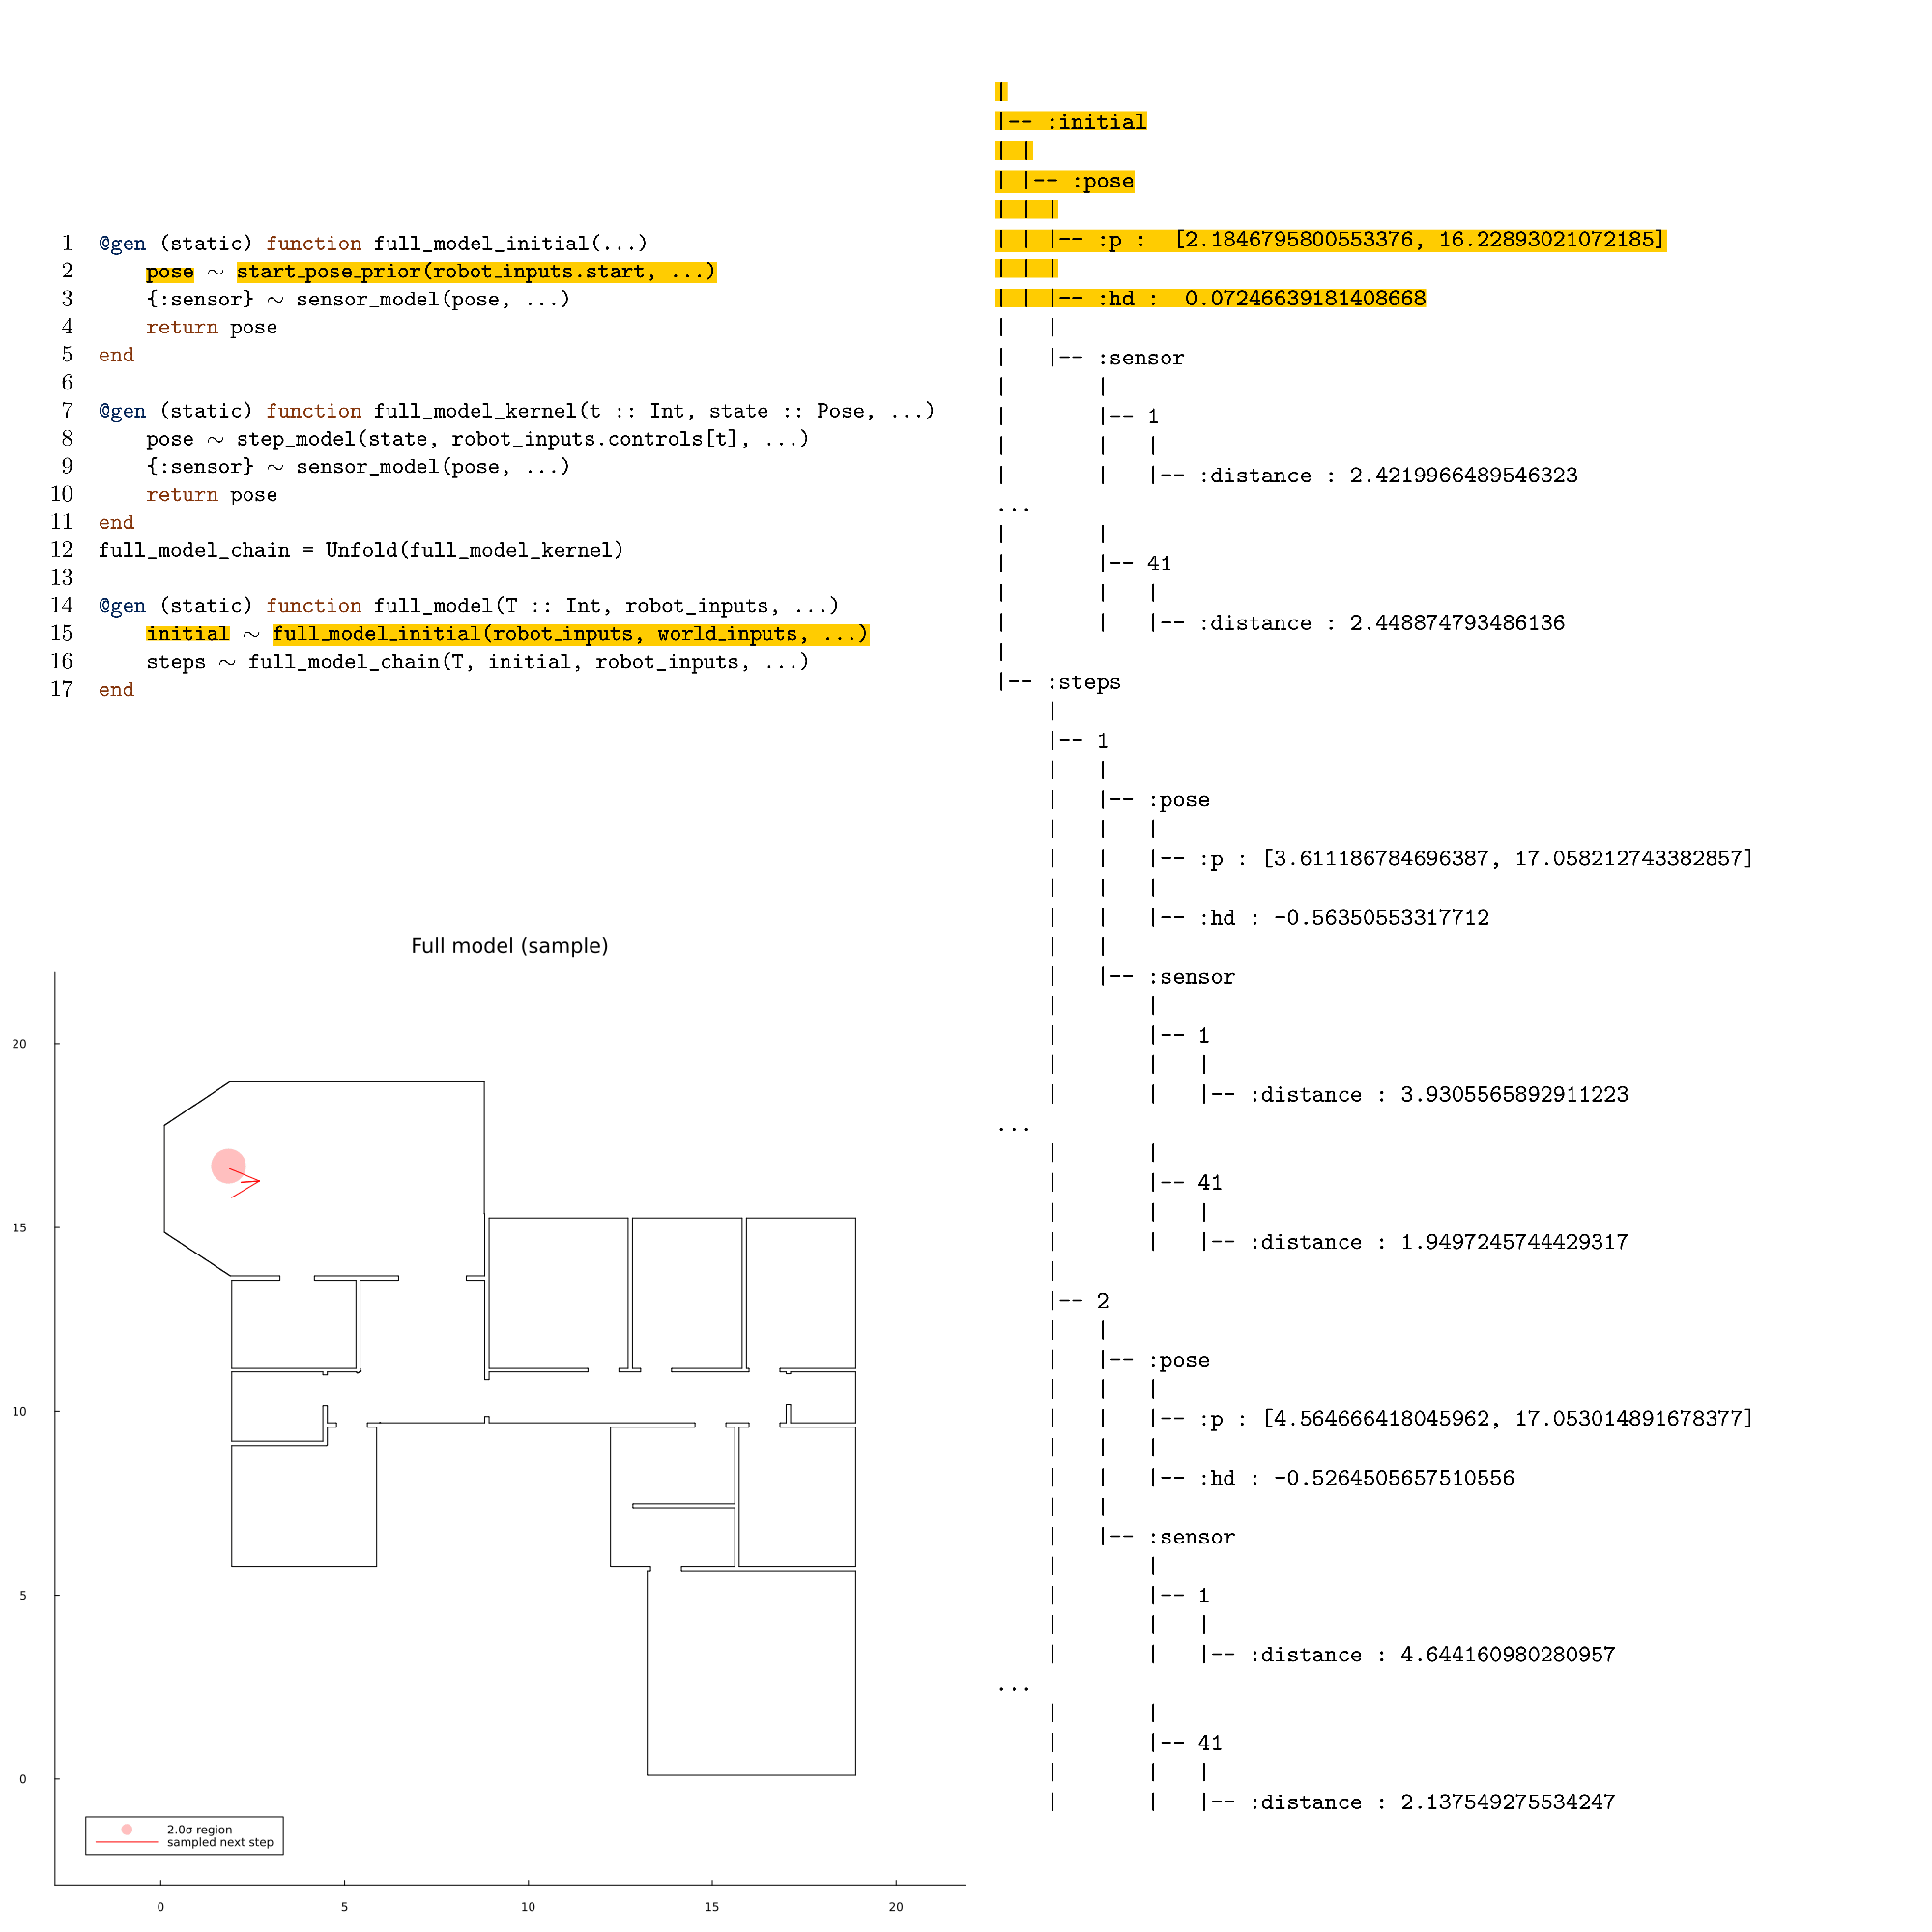 1 @gen (static) function full_model_initial(...)
2 pose ~ start_pose_prior(robot_inputs.start, ...)
3 {:sensor} ~ sensor_model(pose, ...)
4 return pose
5 end
6
7 @gen (static) function full_model_kernel(t :: Int, state :: Pose, ...)
8 pose ~ step_model(state, robot_inputs.controls[t], ...)
9 {:sensor} ~ sensor_model(pose, ...)
10 return pose
11 end
12 full_model_chain = Unfold(full_model_kernel)
13
14 @gen (static) function full_model(T :: Int, robot_inputs, ...)
15 initial ~ full_model_initial(robot_inputs, world_inputs, ...)
16 steps ~ full_model_chain(T, initial, robot_inputs, ...)
17 end
Full model (sample)
20
15
10
5
0
0 5 10 15 20
2.0σ region
sampled next step
|
|-- :initial
| |
| |-- :pose
| | |
| | |-- :p : [2.1846795800553376, 16.22893021072185]
| | |
| | |-- :hd : 0.07246639181408668
|   |
|   |-- :sensor
|       |
|       |-- 1
|       |   |
|       |   |-- :distance : 2.4219966489546323
...
|       |
|       |-- 41
|       |   |
|       |   |-- :distance : 2.448874793486136
|
|-- :steps
    |
    |-- 1
    |   |
    |   |-- :pose
    |   |   |
    |   |   |-- :p : [3.611186784696387, 17.058212743382857]
    |   |   |
    |   |   |-- :hd : -0.56350553317712
    |   |
    |   |-- :sensor
    |       |
    |       |-- 1
    |       |   |
    |       |   |-- :distance : 3.9305565892911223
...
    |       |
    |       |-- 41
    |       |   |
    |       |   |-- :distance : 1.9497245744429317
    |
    |-- 2
    |   |
    |   |-- :pose
    |   |   |
    |   |   |-- :p : [4.564666418045962, 17.053014891678377]
    |   |   |
    |   |   |-- :hd : -0.5264505657510556
    |   |
    |   |-- :sensor
    |       |
    |       |-- 1
    |       |   |
    |       |   |-- :distance : 4.644160980280957
...
    |       |
    |       |-- 41
    |       |   |
    |       |   |-- :distance : 2.137549275534247